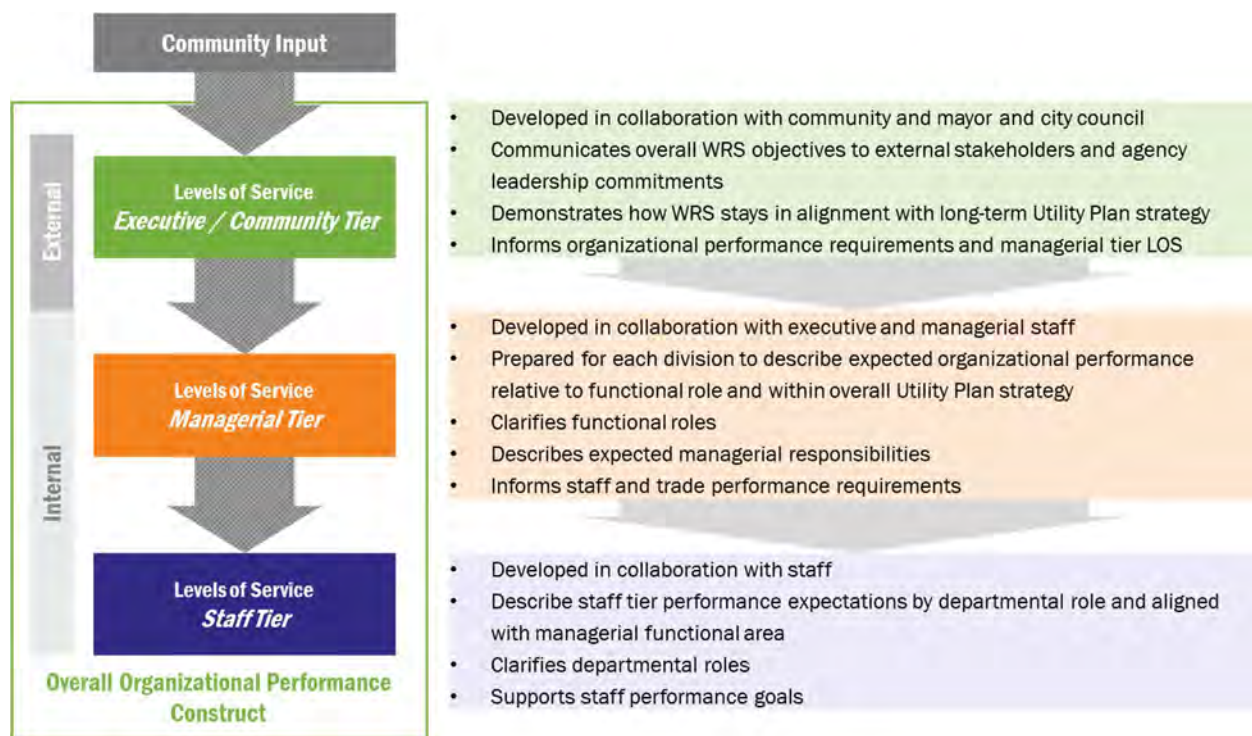 Community Input
External
Levels of Service
Executive / Community Tier
• Developed in collaboration with community and mayor and city council
• Communicates overall WRS objectives to external stakeholders and agency
leadership commitments
• Demonstrates how WRS stays in alignment with long-term Utility Plan strategy
• Informs organizational performance requirements and managerial tier LOS
Internal
Levels of Service
Managerial Tier
• Developed in collaboration with executive and managerial staff
• Prepared for each division to describe expected organizational performance
relative to functional role and within overall Utility Plan strategy
• Clarifies functional roles
• Describes expected managerial responsibilities
• Informs staff and trade performance requirements
Levels of Service
Staff Tier
• Developed in collaboration with staff
• Describe staff tier performance expectations by departmental role and aligned
with managerial functional area
• Clarifies departmental roles
• Supports staff performance goals
Overall Organizational Performance
Construct